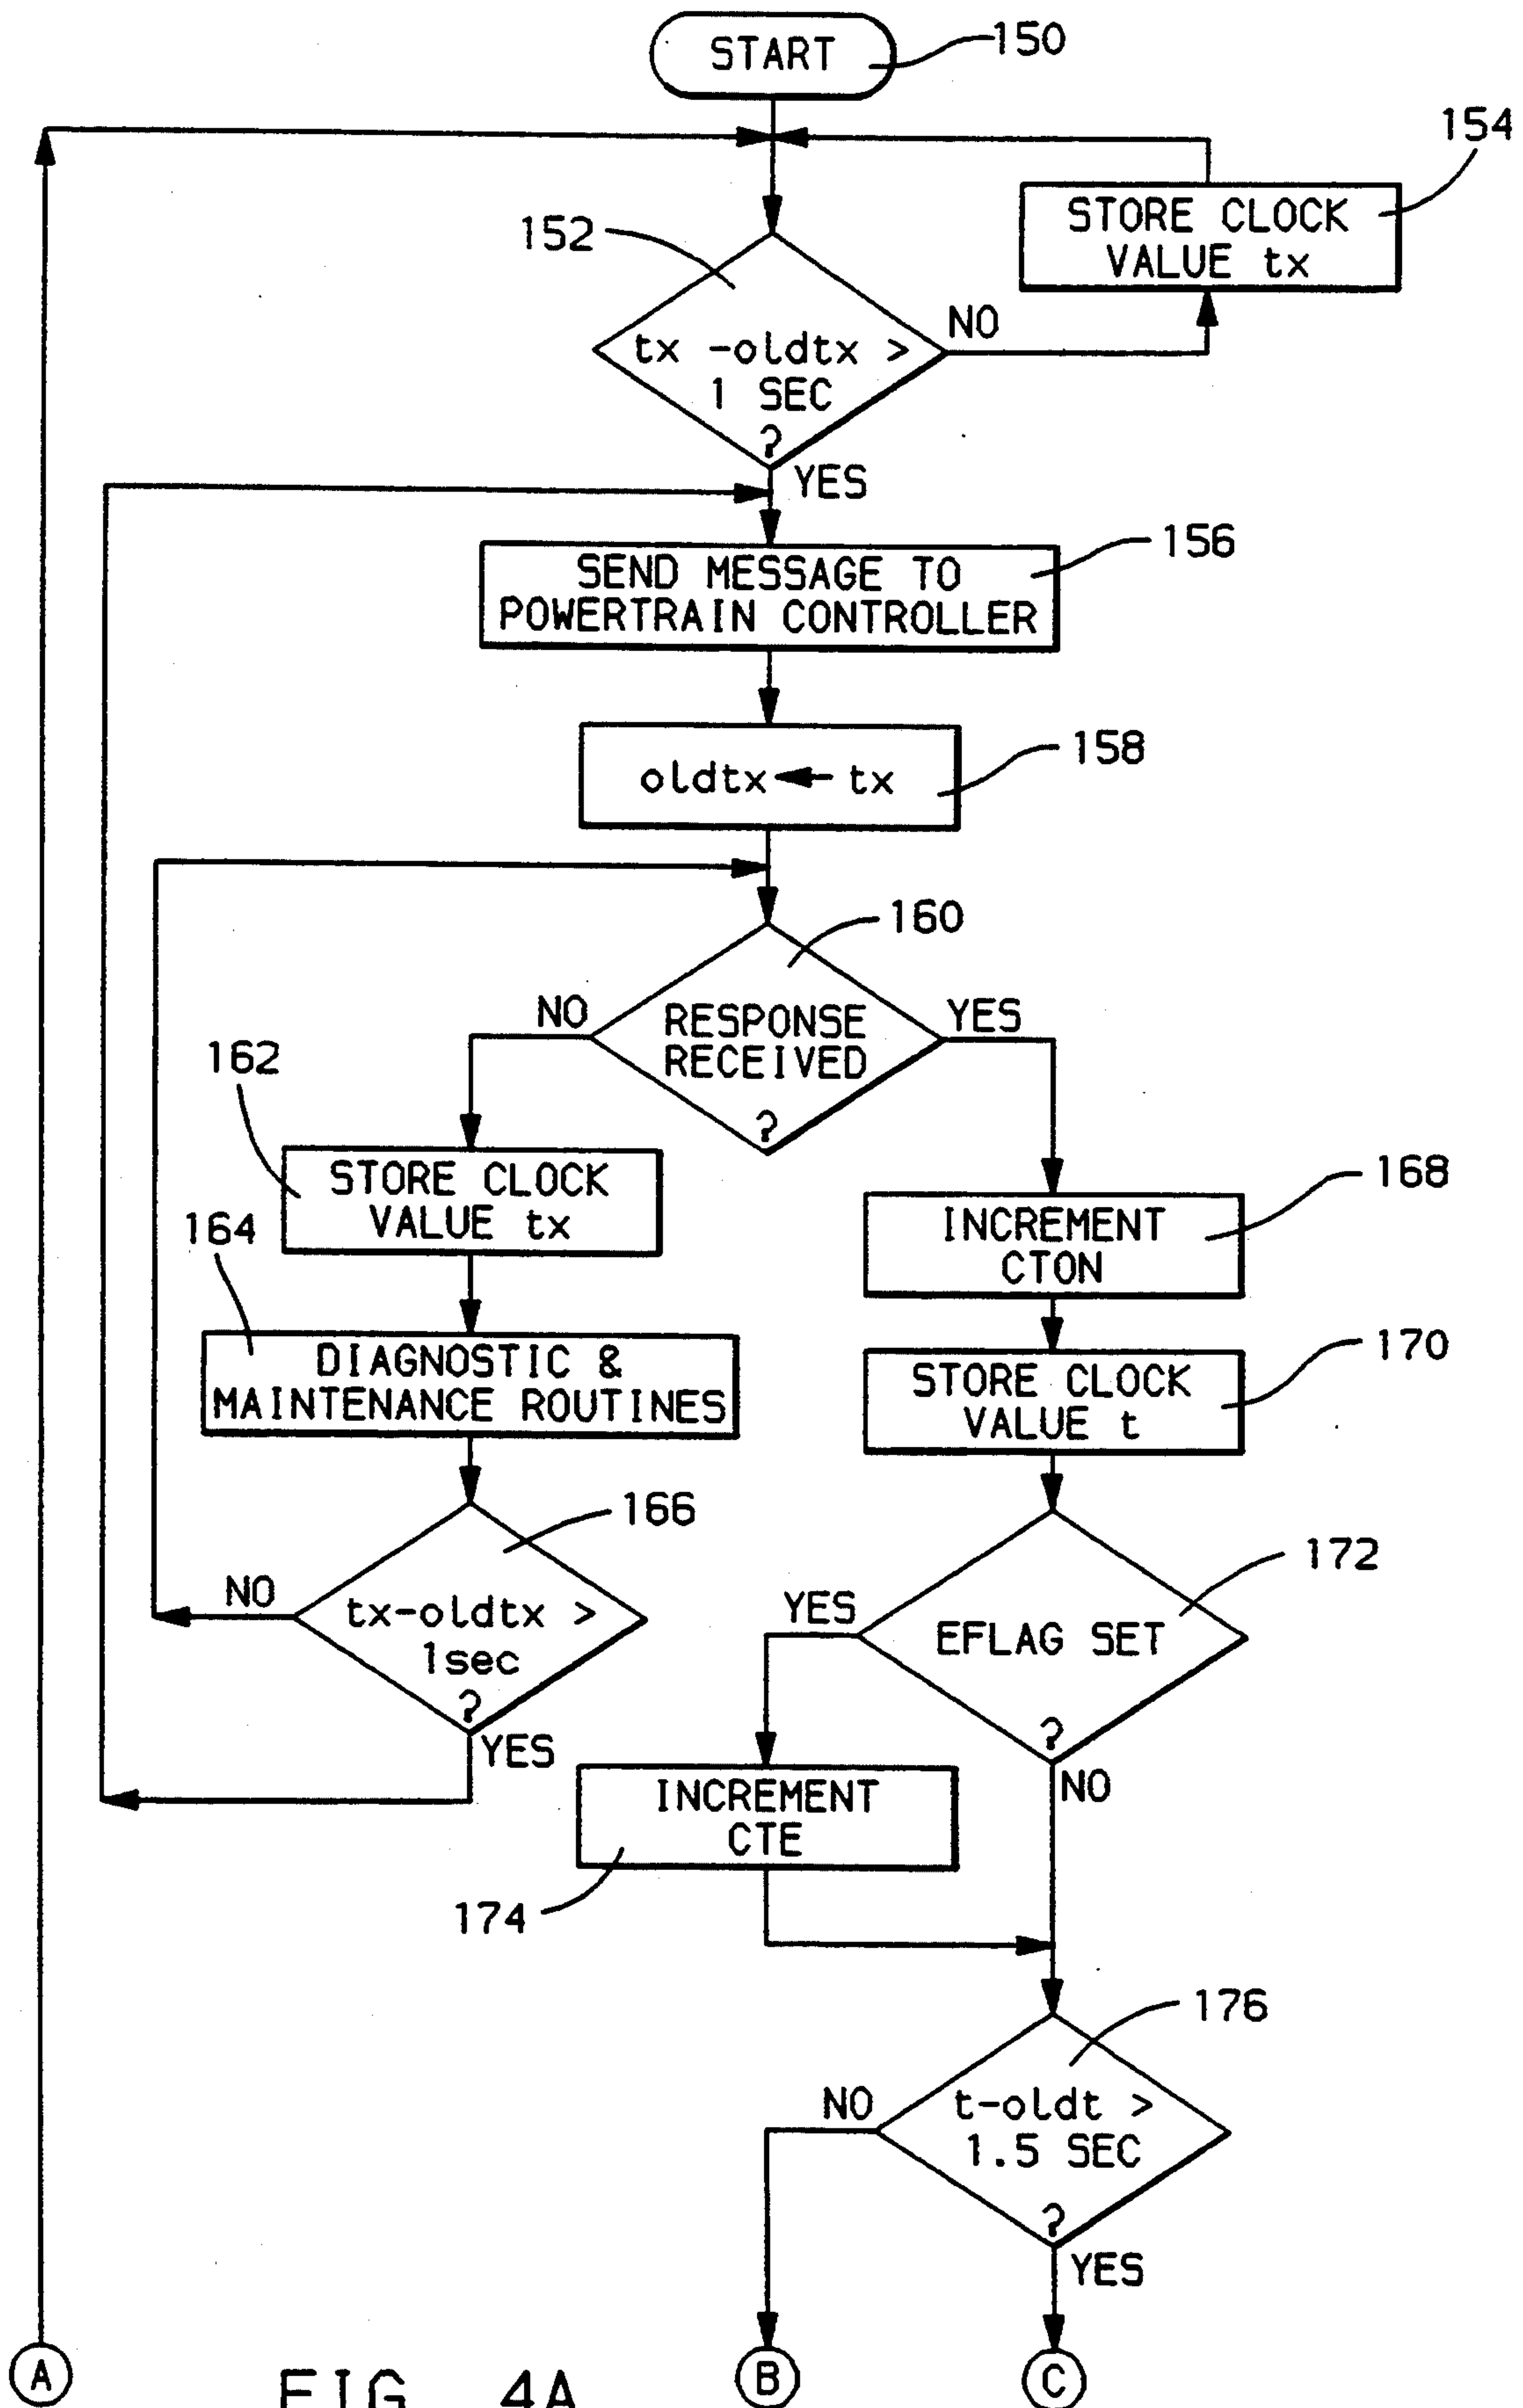 START
150
154
STORE CLOCK
VALUE tx
152
tx -oldtx >
1 SEC
?
NO
YES
156
SEND MESSAGE TO
POWERTRAIN CONTROLLER
158
oldtx ← tx
160
NO
RESPONSE
RECEIVED
?
YES
162
STORE CLOCK
VALUE tx
168
INCREMENT
CTON
164
DIAGNOSTIC &
MAINTENANCE ROUTINES
170
STORE CLOCK
VALUE t
166
NO
tx-oldtx >
1sec
?
YES
172
YES
EFLAG SET
?
NO
INCREMENT
CTE
174
176
NO
t-oldt >
1.5 SEC
?
YES
A
B
C
FIG. 4A